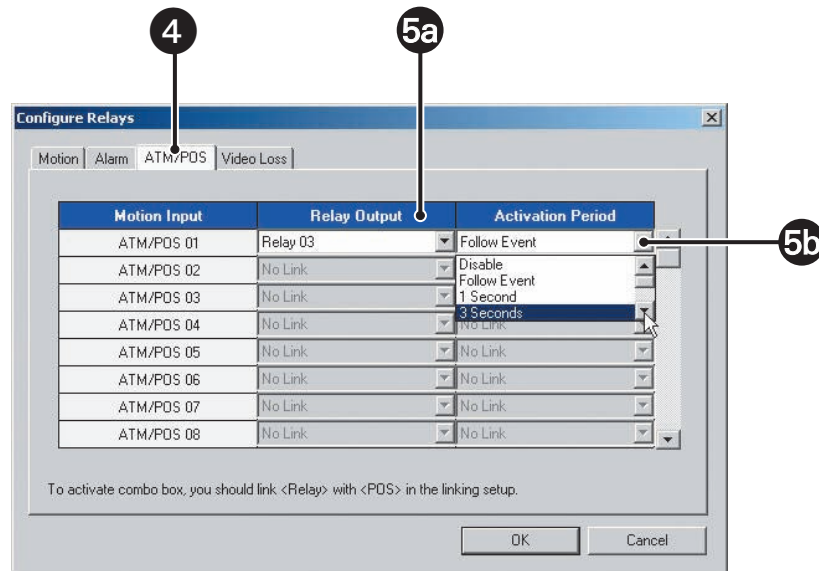 4 5a
Configure Relays
Motion Alarm ATM/POS Video Loss
Motion Input Relay Output Activation Period
ATM/POS 01 Relay 03 Follow Event 5b
Disable
ATM/POS 02 No Link Follow Event
ATM/POS 03 No Link 1 Second
3 Seconds
ATM/POS 04 No Link No Link
ATM/POS 05 No Link No Link
ATM/POS 06 No Link No Link
ATM/POS 07 No Link No Link
ATM/POS 08 No Link No Link
To activate combo box, you should link <Relay> with <POS> in the linking setup.
OK Cancel